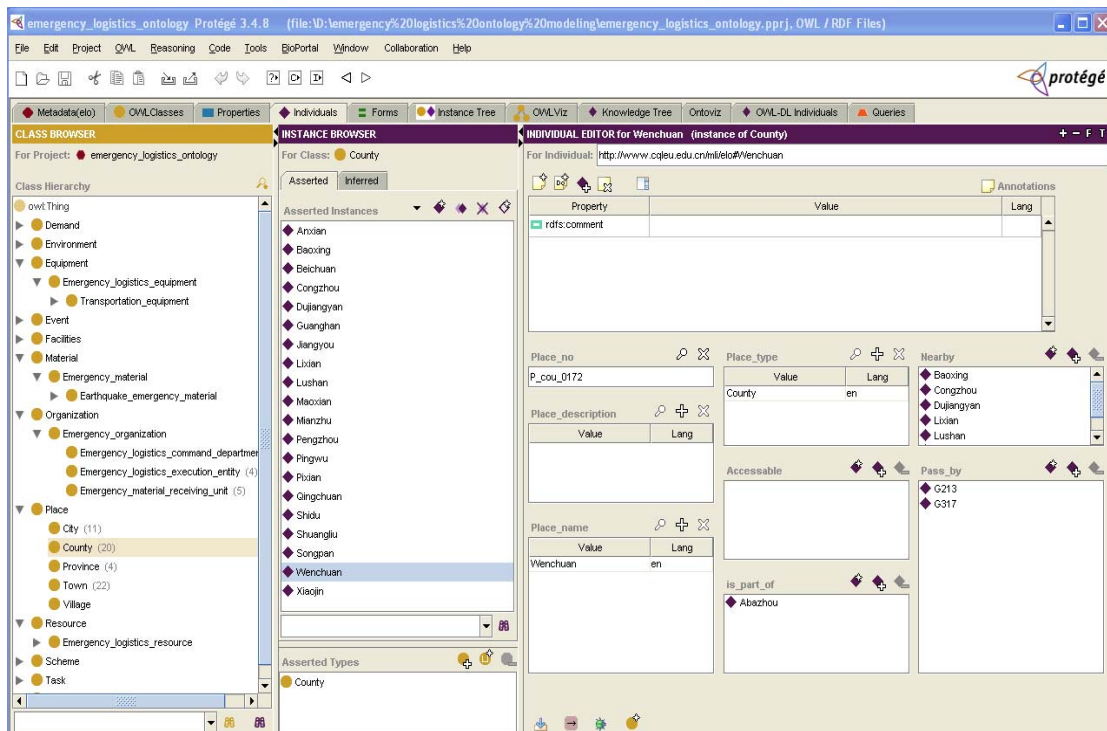 emergency_logistics_ontology Protégé 3.4.8 (file:\D:\emergency%20logistics%20ontology%20modeling\emergency_logistics_ontology.pprj, OWL / RDF Files)
File Edit Project OWL Reasoning Code Tools BioPortal Window Collaboration Help
protégé
Metadata(elo) OWLClasses Properties Individuals Forms Instance Tree OWLViz Knowledge Tree Ontoviz OWL-DL Individuals Queries
CLASS BROWSER
For Project: emergency_logistics_ontology
Class Hierarchy
owl:Thing
Demand
Environment
Equipment
Emergency_logistics_equipment
Transportation_equipment
Event
Facilities
Material
Emergency_material
Earthquake_emergency_material
Organization
Emergency_organization
Emergency_logistics_command_departmer
Emergency_logistics_execution_entity (4)
Emergency_material_receiving_unit (5)
Place
City (11)
County (20)
Province (4)
Town (22)
Village
Resource
Emergency_logistics_resource
Scheme
Task
INSTANCE BROWSER
For Class: County
Asserted Inferred
Asserted Instances
Anxian
Baoxing
Beichuan
Congzhou
Dujiangyan
Guanghan
Jiangyou
Lixian
Lushan
Maoxian
Mianzhu
Pengzhou
Pingwu
Pixian
Qingchuan
Shidu
Shuangliu
Songpan
Wenchuan
Xiaojin
Asserted Types
County
INDIVIDUAL EDITOR for Wenchuan (instance of County) + − F T
For Individual: http://www.cqleu.edu.cn/mli/elo#Wenchuan
Annotations
Property Value Lang
rdfs:comment
Place_no
P_cou_0172
Place_description
Value Lang
Place_name
Value Lang
Wenchuan en
Place_type
Value Lang
County en
Accessable
is_part_of
Abazhou
Nearby
Baoxing
Congzhou
Dujiangyan
Lixian
Lushan
Pass_by
G213
G317